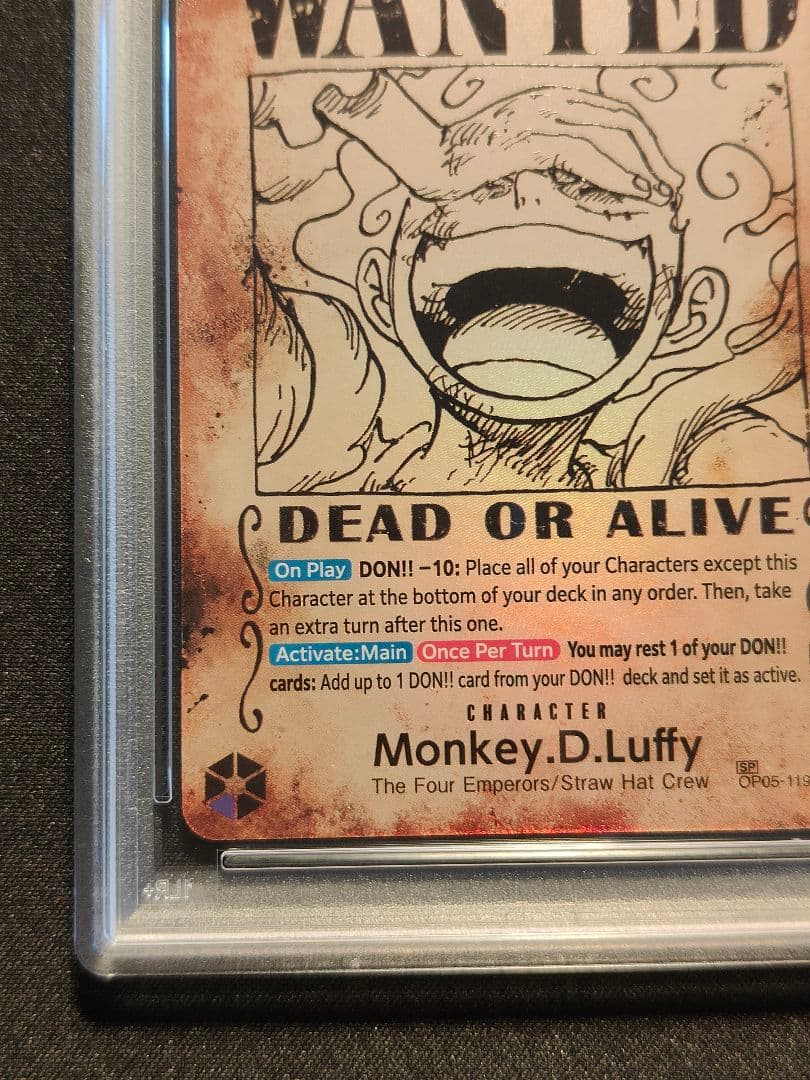 WANTED
DEAD OR ALIVE
On Play DON!! −10: Place all of your Characters except this
Character at the bottom of your deck in any order. Then, take
an extra turn after this one.
Activate:Main Once Per Turn You may rest 1 of your DON!!
cards: Add up to 1 DON!! card from your DON!! deck and set it as active.
CHARACTER
Monkey.D.Luffy
SP
The Four Emperors/Straw Hat Crew OP05-119